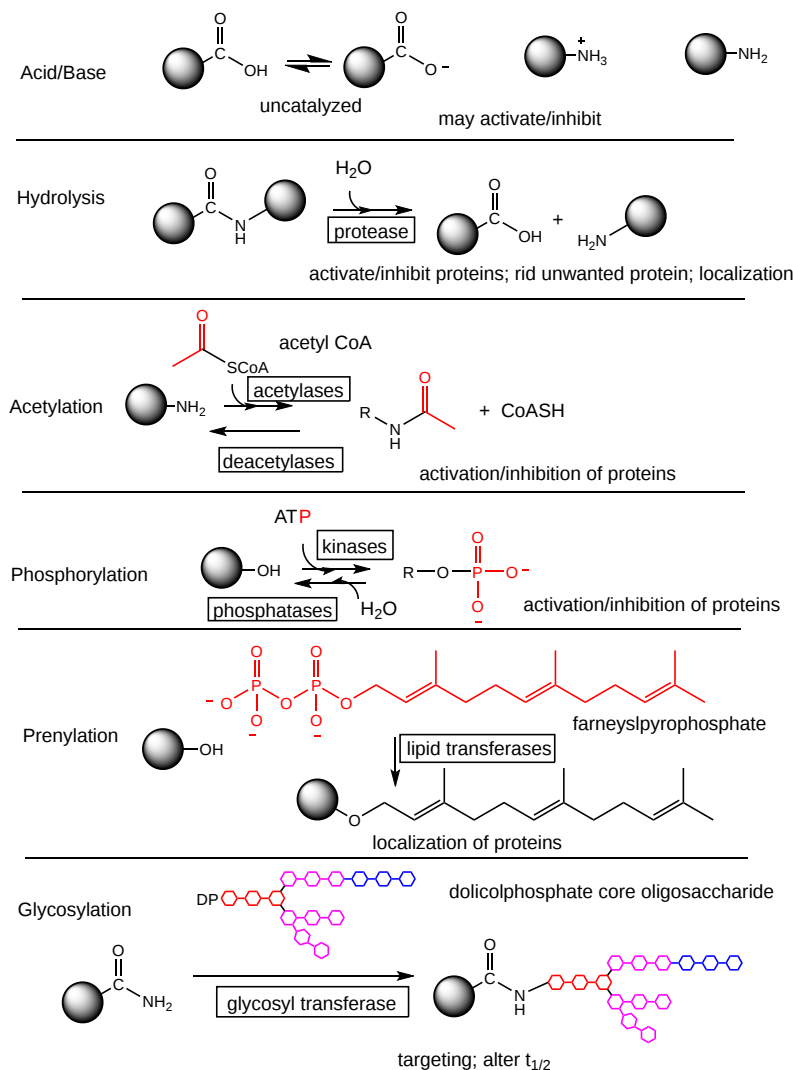 Acid/Base
O
C
OH
uncatalyzed
O
C
O −
+
NH3
NH2
may activate/inhibit
Hydrolysis
O
C
N
H
H2O
protease
O
C
OH
+
H2N
activate/inhibit proteins; rid unwanted protein; localization
Acetylation
O
SCoA
acetyl CoA
NH2
acetylases
deacetylases
O
R
N
H
+ CoASH
activation/inhibition of proteins
Phosphorylation
ATP
OH
kinases
phosphatases
H2O
O
R O P O −
O
−
activation/inhibition of proteins
Prenylation
O O
− O P O P O
O O
− −
farneyslpyrophosphate
OH
lipid transferases
O
localization of proteins
Glycosylation
DP
dolicolphosphate core oligosaccharide
O
C
NH2
glycosyl transferase
O
C
N
H
targeting; alter t1/2